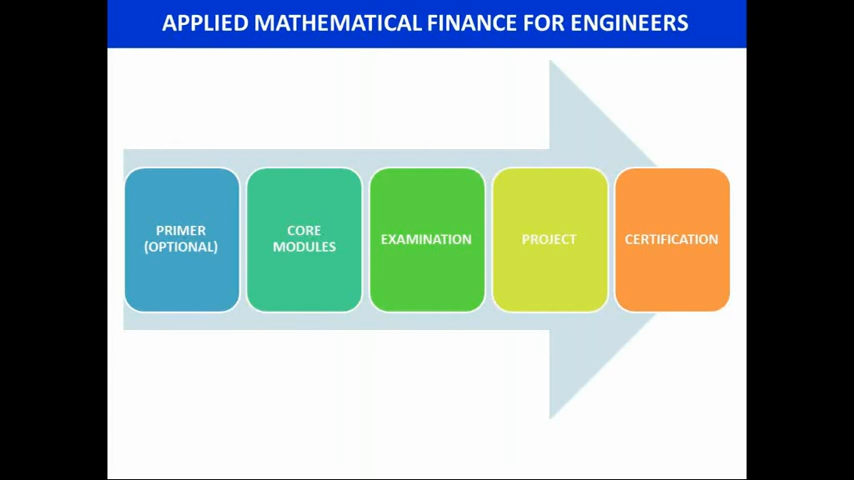 APPLIED MATHEMATICAL FINANCE FOR ENGINEERS
PRIMER
(OPTIONAL)
CORE
MODULES
EXAMINATION
PROJECT
CERTIFICATION